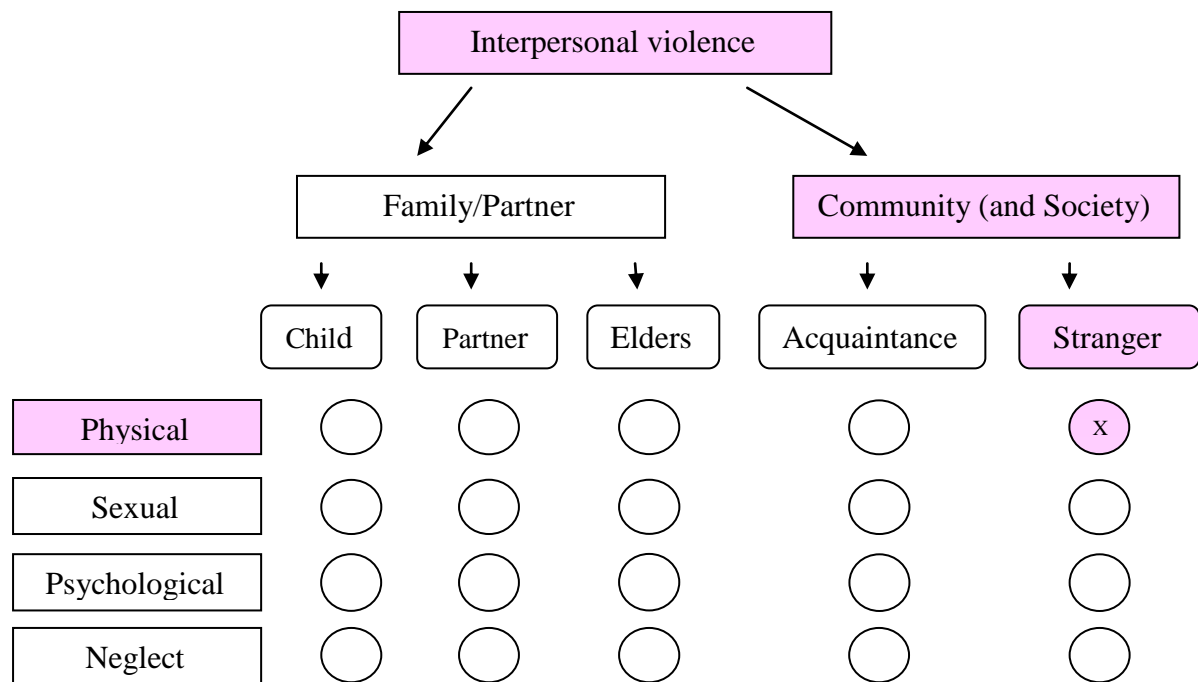 Interpersonal violence
Family/Partner
Community (and Society)
Child
Partner
Elders
Acquaintance
Stranger
Physical
x
Sexual
Psychological
Neglect